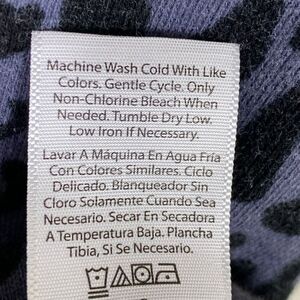 Machine Wash Cold With Like
Colors. Gentle Cycle. Only
Non-Chlorine Bleach When
Needed. Tumble Dry Low.
Low Iron If Necessary.
Lavar A Máquina En Agua Fría
Con Colores Similares. Ciclo
Delicado. Blanqueador Sin
Cloro Solamente Cuando Sea
Necesario. Secar En Secadora
A Temperatura Baja. Plancha
Tibia, Si Se Necesario.